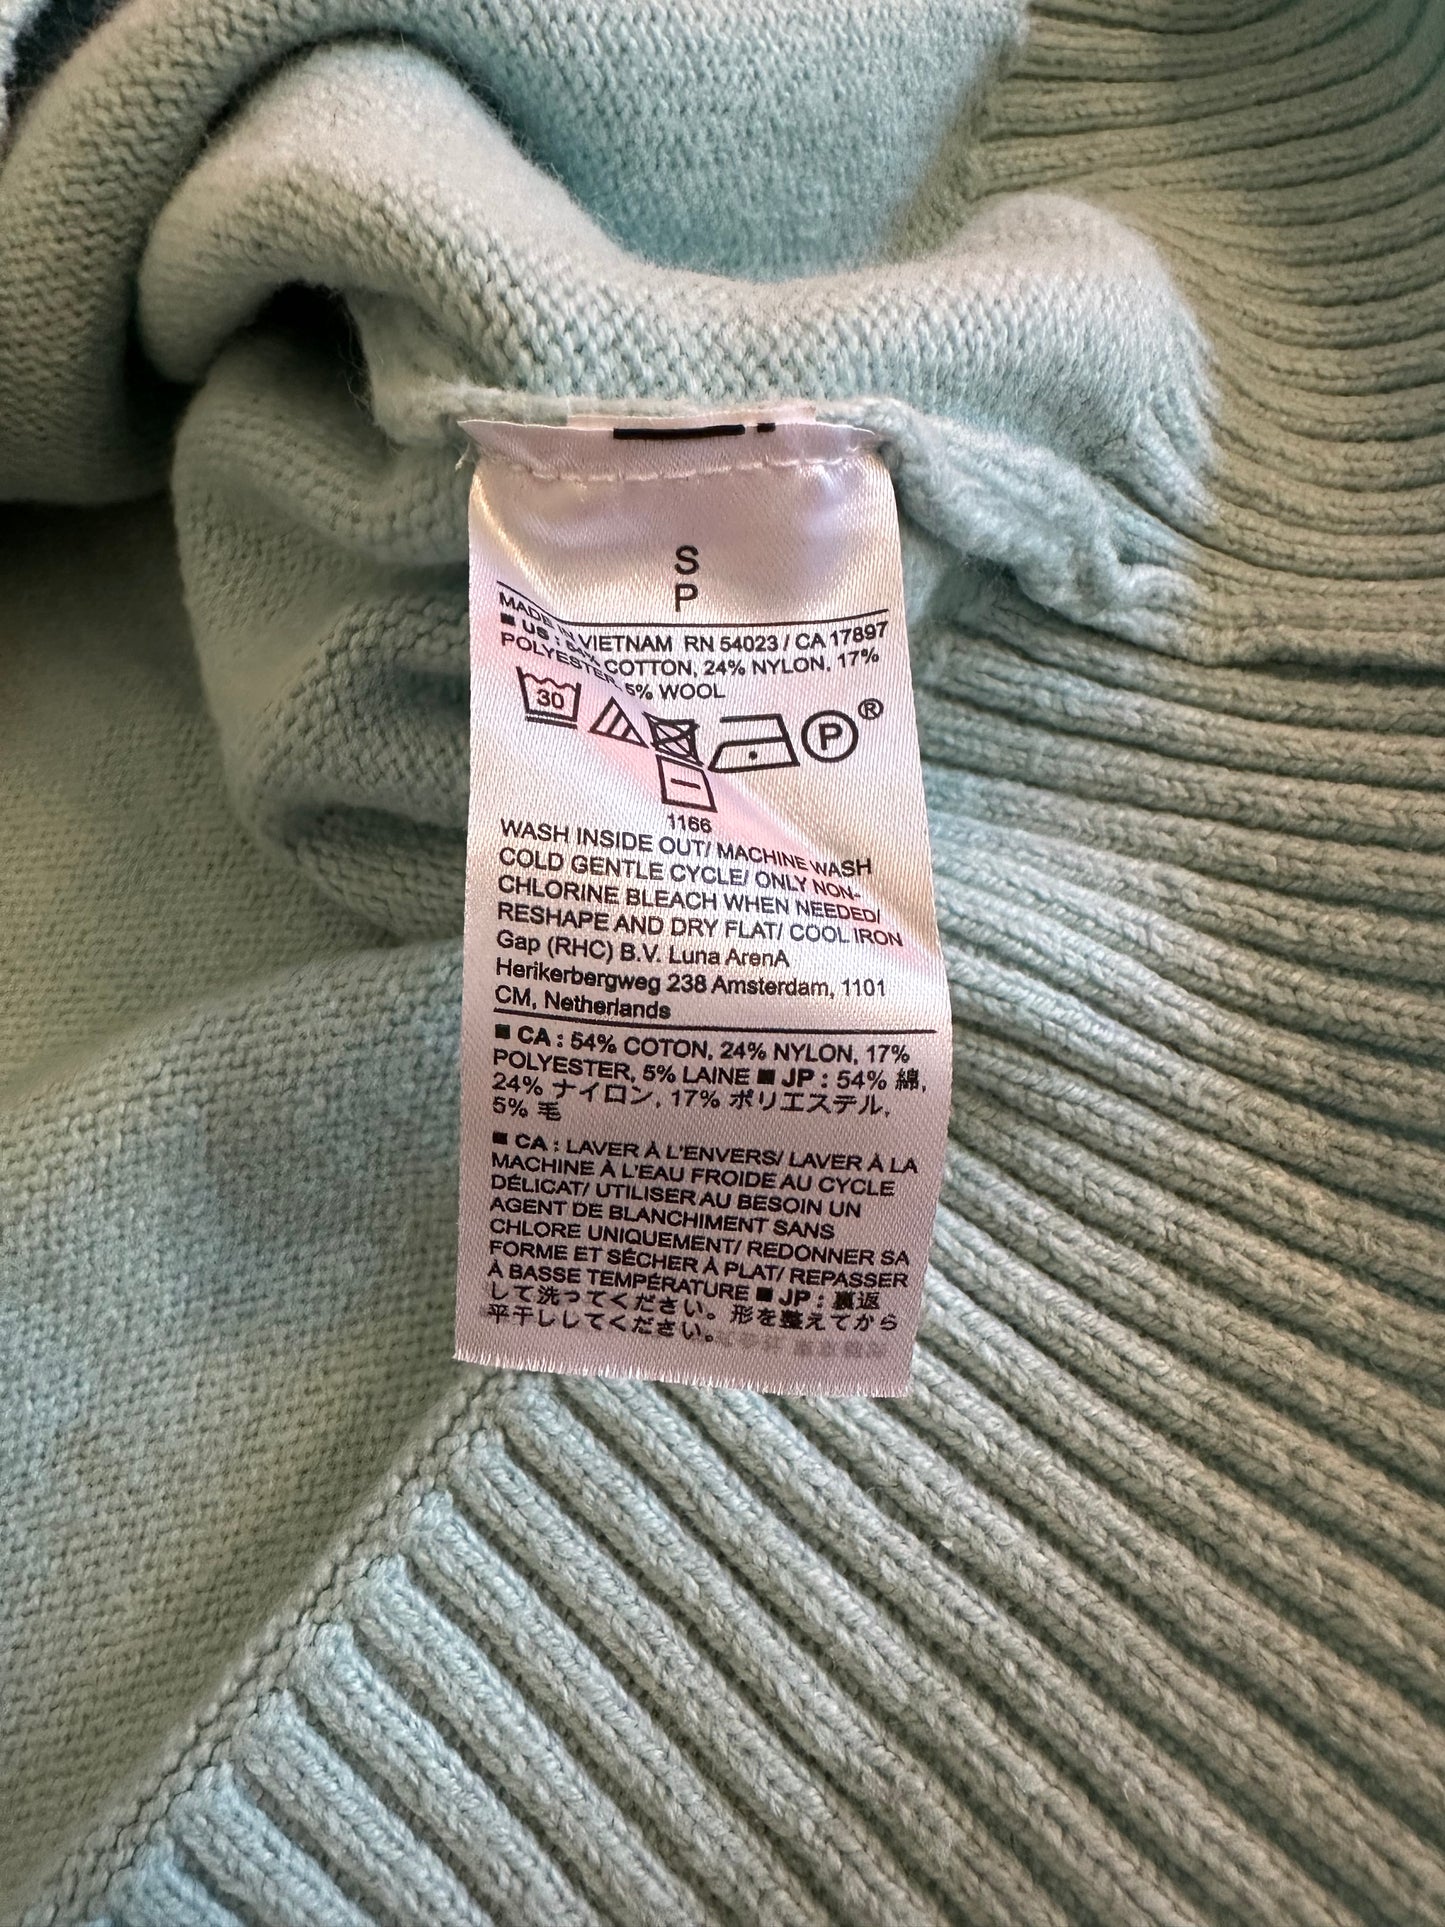 S
P
MADE IN VIETNAM RN 54023 / CA 17897
■ US : 54% COTTON, 24% NYLON, 17%
POLYESTER, 5% WOOL
30
P ®
1166
WASH INSIDE OUT/ MACHINE WASH
COLD GENTLE CYCLE/ ONLY NON-
CHLORINE BLEACH WHEN NEEDED/
RESHAPE AND DRY FLAT/ COOL IRON
Gap (RHC) B.V. Luna ArenA
Herikerbergweg 238 Amsterdam, 1101
CM, Netherlands
■ CA : 54% COTON, 24% NYLON, 17%
POLYESTER, 5% LAINE ■ JP : 54% 綿,
24% ナイロン, 17% ポリエステル,
5% 毛
■ CA : LAVER À L'ENVERS/ LAVER À LA
MACHINE À L'EAU FROIDE AU CYCLE
DÉLICAT/ UTILISER AU BESOIN UN
AGENT DE BLANCHIMENT SANS
CHLORE UNIQUEMENT/ REDONNER SA
FORME ET SÉCHER À PLAT/ REPASSER
À BASSE TEMPÉRATURE ■ JP : 裏返
して洗ってください。形を整えてから
平干ししてください。